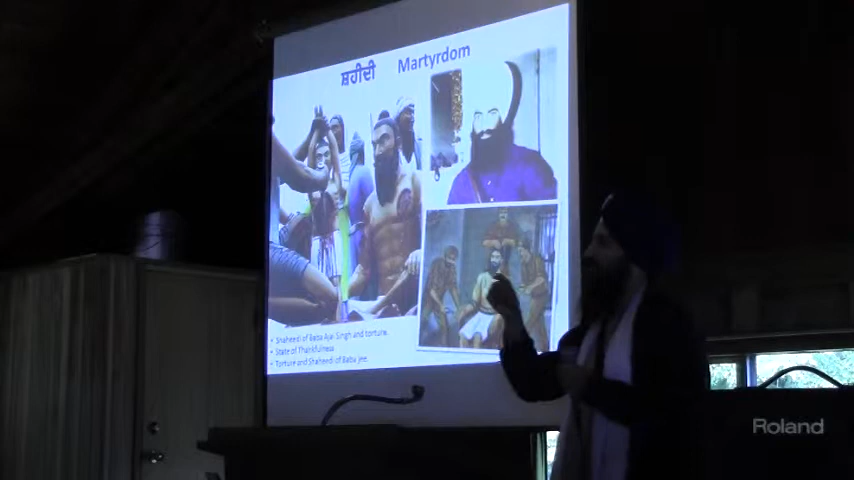 ਸ਼ਹੀਦੀ Martyrdom
• Shaheedi of Baba Ajai Singh and torture.
• State of Thankfulness
• Torture and Shaheedi of Baba jee.
Roland